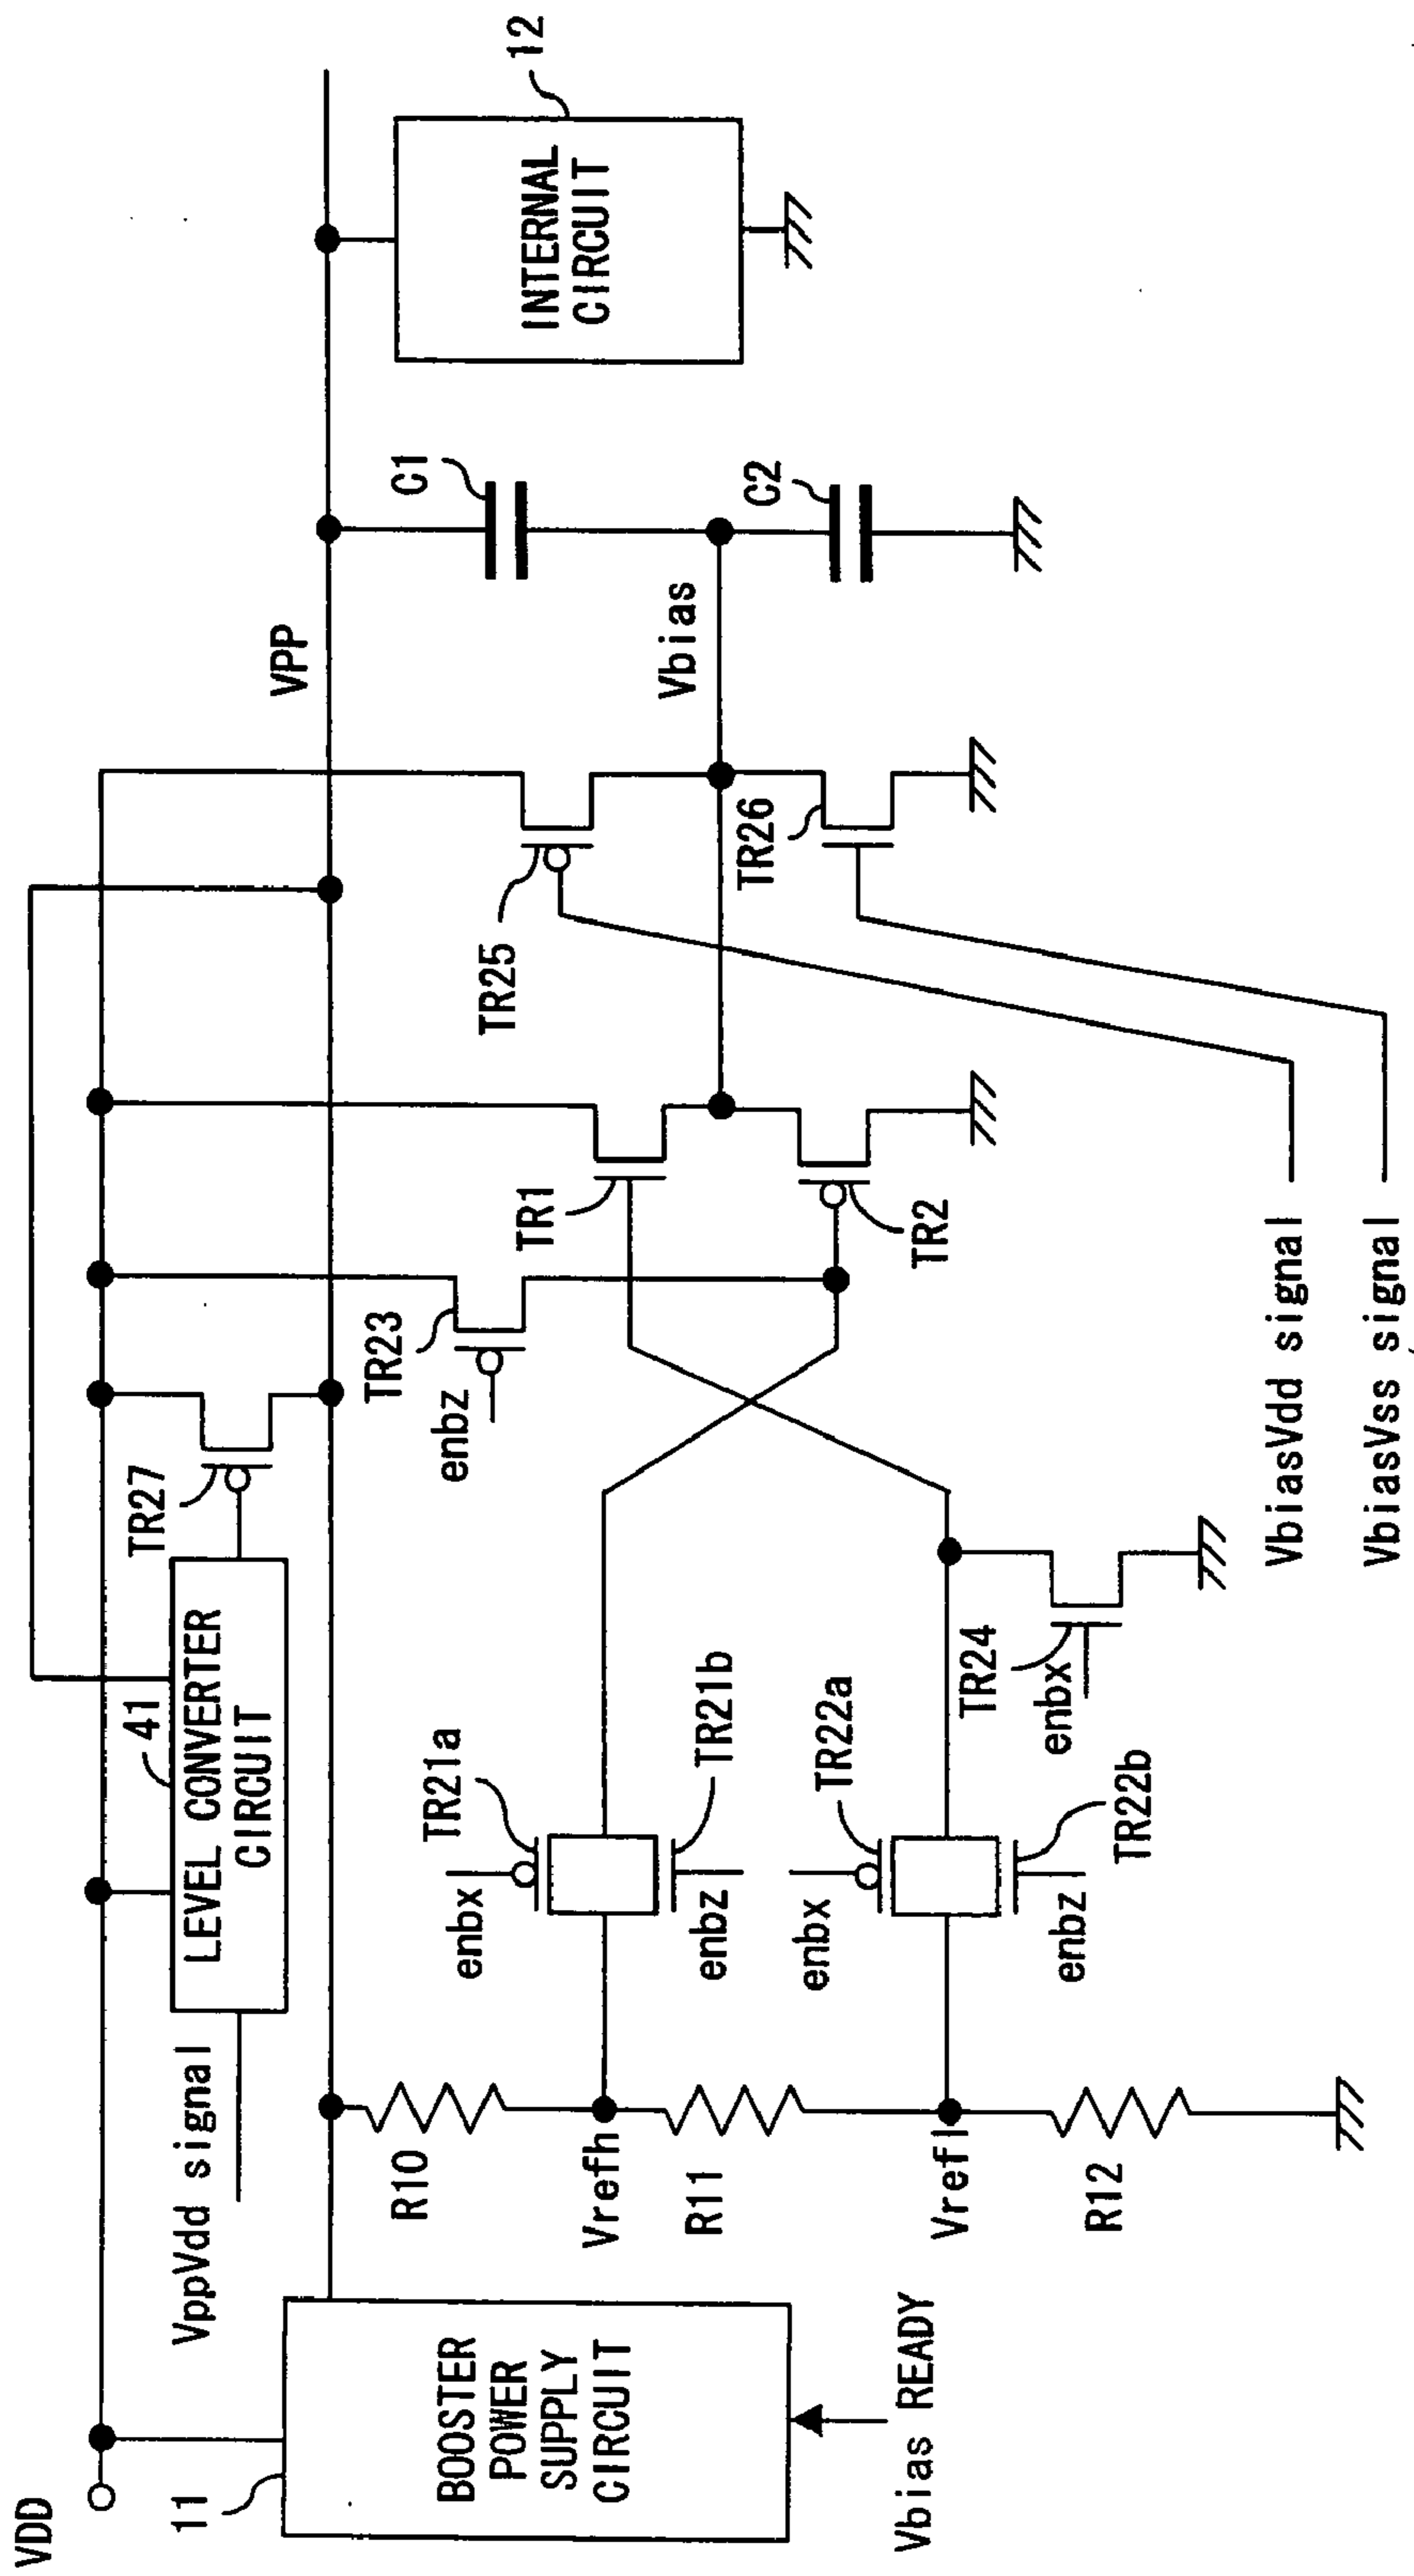 VDD
11
BOOSTER
POWER
SUPPLY
CIRCUIT
Vbias READY
VppVdd signal
41
LEVEL CONVERTER
CIRCUIT
TR27
VPP
R10
Vrefh
R11
Vrefl
R12
enbx
TR21a
enbz
TR21b
enbx
TR22a
enbz
TR22b
TR24
enbx
enbz
TR23
TR1
TR2
TR25
TR26
Vbias
C1
C2
INTERNAL
CIRCUIT
12
VbiasVdd signal
VbiasVss signal